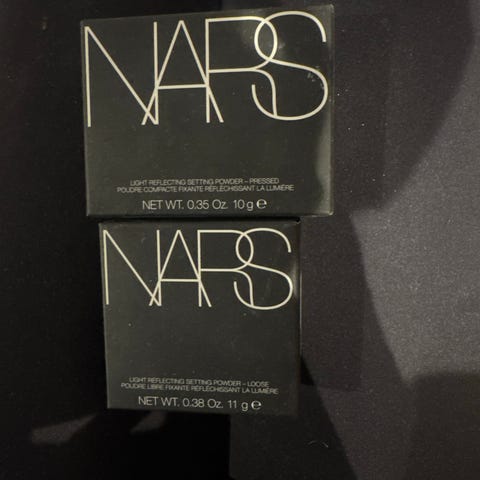 NARS
LIGHT REFLECTING SETTING POWDER – PRESSED
POUDRE COMPACTE FIXANTE RÉFLÉCHISSANT LA LUMIÈRE
NET WT. 0.35 Oz. 10 g ℮
NARS
LIGHT REFLECTING SETTING POWDER – LOOSE
POUDRE LIBRE FIXANTE RÉFLÉCHISSANT LA LUMIÈRE
NET WT. 0.38 Oz. 11 g ℮